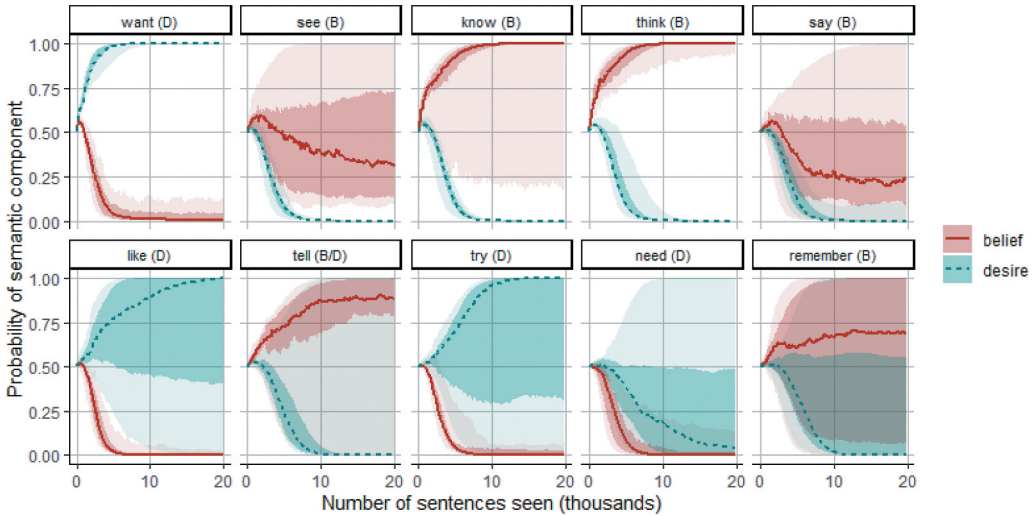 want (D) see (B) know (B) think (B) say (B)
1.00
0.75
0.50
0.25
0.00
like (D) tell (B/D) try (D) need (D) remember (B)
1.00
0.75
0.50
0.25
0.00
0 10 20 0 10 20 0 10 20 0 10 20 0 10 20
Probability of semantic component
Number of sentences seen (thousands)
belief
desire